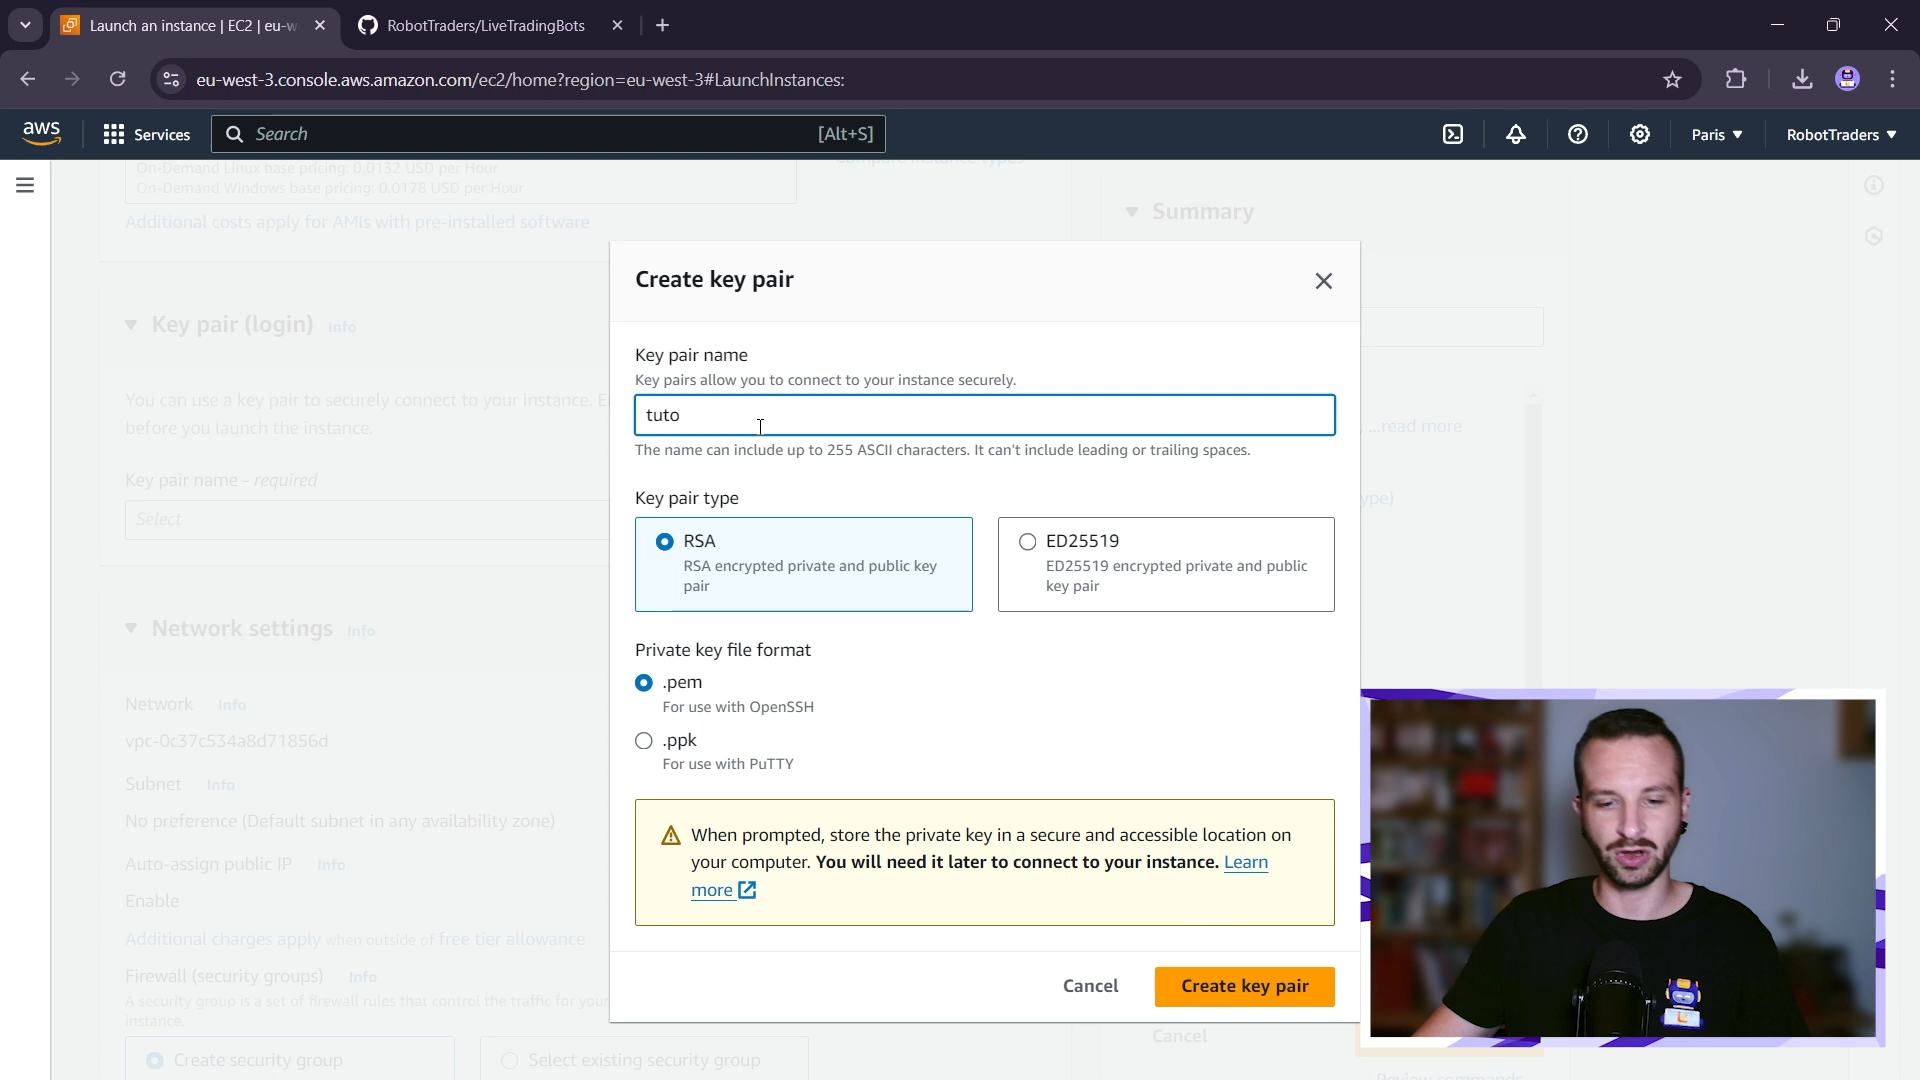 Launch an instance | EC2 | eu-w
RobotTraders/LiveTradingBots
eu-west-3.console.aws.amazon.com/ec2/home?region=eu-west-3#LaunchInstances:
aws
Services
Search
[Alt+S]
Paris
RobotTraders
On-Demand Linux base pricing: 0.0132 USD per Hour
On-Demand Windows base pricing: 0.0178 USD per Hour
Additional costs apply for AMIs with pre-installed software
Compare instance types
Summary
Key pair (login) Info
You can use a key pair to securely connect to your instance.
before you launch the instance.
Key pair name - required
Select
Network settings Info
Network Info
vpc-0c37c534a8d71856d
Subnet Info
No preference (Default subnet in any availability zone)
Auto-assign public IP Info
Enable
Additional charges apply when outside of free tier allowance
Firewall (security groups) Info
A security group is a set of firewall rules that control the traffic for your
instance.
Create security group
Select existing security group
Create key pair
Key pair name
Key pairs allow you to connect to your instance securely.
tuto
The name can include up to 255 ASCII characters. It can't include leading or trailing spaces.
Key pair type
RSA
RSA encrypted private and public key
pair
ED25519
ED25519 encrypted private and public
key pair
Private key file format
.pem
For use with OpenSSH
.ppk
For use with PuTTY
When prompted, store the private key in a secure and accessible location on
your computer. You will need it later to connect to your instance. Learn
more
Cancel
Create key pair
...read more
ype)
Cancel
Review commands